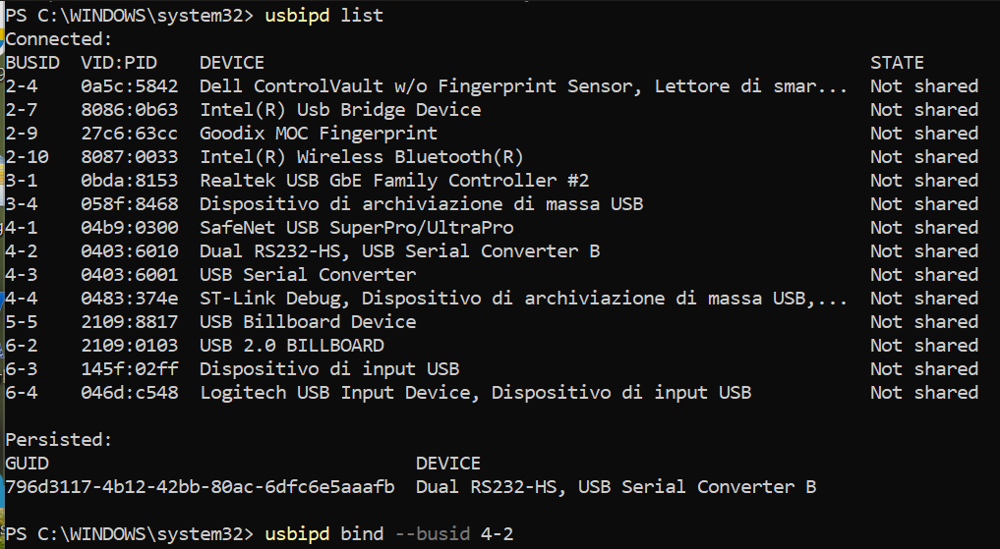 PS C:\WINDOWS\system32> usbipd list
Connected:
BUSID  VID:PID    DEVICE                                                        STATE
2-4    0a5c:5842  Dell ControlVault w/o Fingerprint Sensor, Lettore di smar...  Not shared
2-7    8086:0b63  Intel(R) Usb Bridge Device                                    Not shared
2-9    27c6:63cc  Goodix MOC Fingerprint                                        Not shared
2-10   8087:0033  Intel(R) Wireless Bluetooth(R)                                Not shared
3-1    0bda:8153  Realtek USB GbE Family Controller #2                          Not shared
3-4    058f:8468  Dispositivo di archiviazione di massa USB                     Not shared
4-1    04b9:0300  SafeNet USB SuperPro/UltraPro                                 Not shared
4-2    0403:6010  Dual RS232-HS, USB Serial Converter B                         Not shared
4-3    0403:6001  USB Serial Converter                                          Not shared
4-4    0483:374e  ST-Link Debug, Dispositivo di archiviazione di massa USB,...  Not shared
5-5    2109:8817  USB Billboard Device                                          Not shared
6-2    2109:0103  USB 2.0 BILLBOARD                                             Not shared
6-3    145f:02ff  Dispositivo di input USB                                      Not shared
6-4    046d:c548  Logitech USB Input Device, Dispositivo di input USB           Not shared
Persisted:
GUID                                  DEVICE
796d3117-4b12-42bb-80ac-6dfc6e5aaafb  Dual RS232-HS, USB Serial Converter B
PS C:\WINDOWS\system32> usbipd bind --busid 4-2